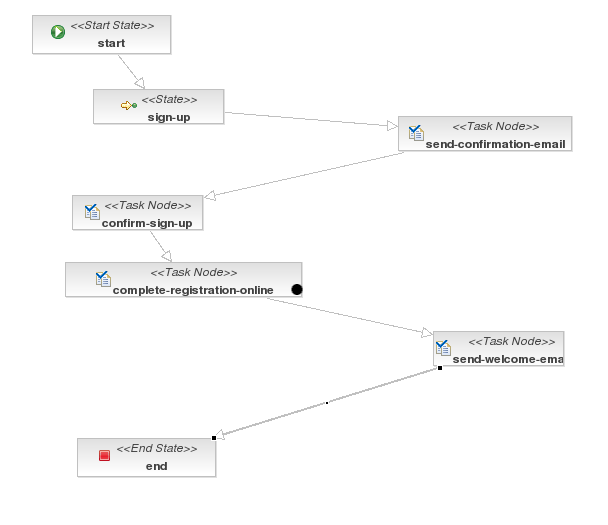 <<Start State>>
start
<<State>>
sign-up
<<Task Node>>
send-confirmation-email
<<Task Node>>
confirm-sign-up
<<Task Node>>
complete-registration-online
<<Task Node>>
send-welcome-ema
<<End State>>
end